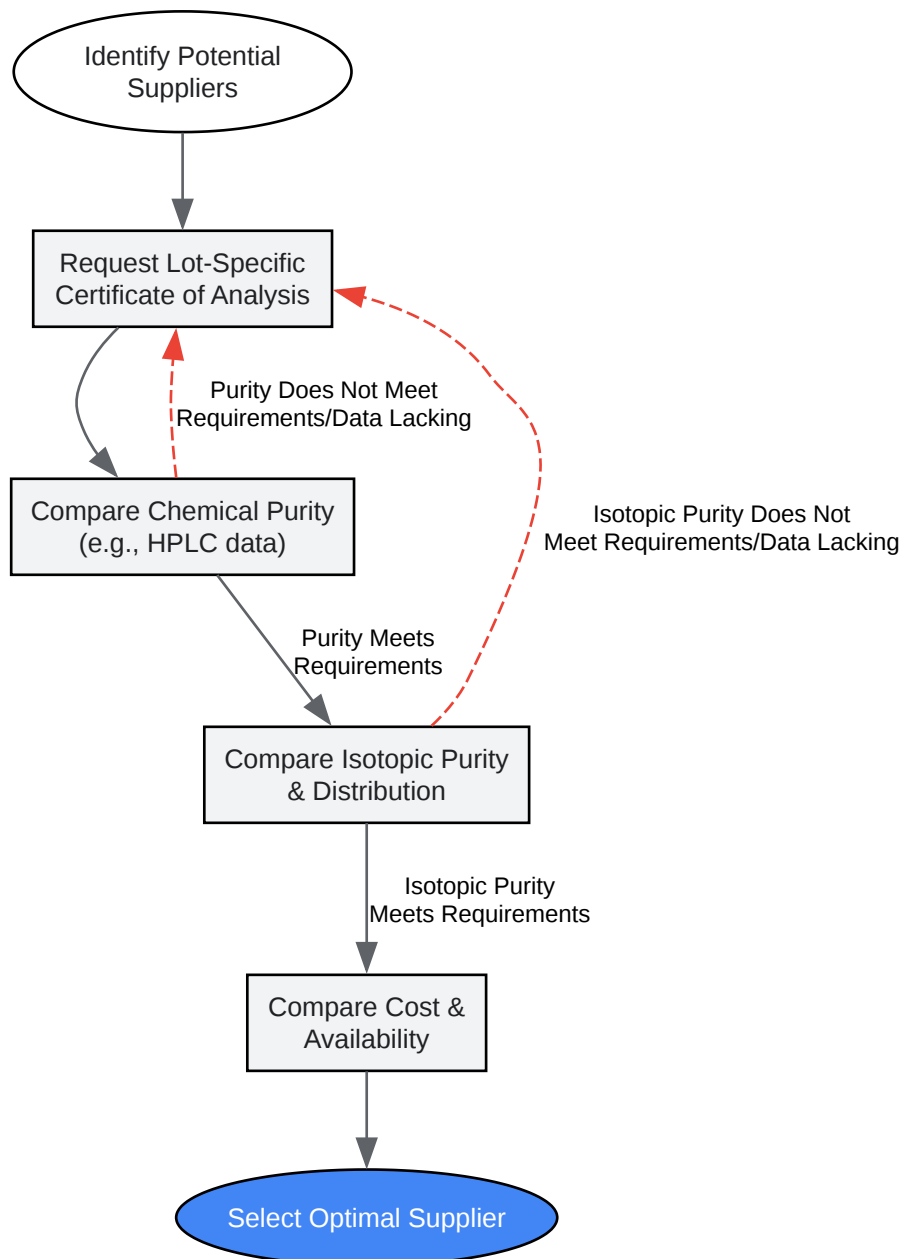 Identify Potential
Suppliers
Request Lot-Specific
Certificate of Analysis
Purity Does Not Meet
Requirements/Data Lacking
Compare Chemical Purity
(e.g., HPLC data)
Isotopic Purity Does Not
Meet Requirements/Data Lacking
Purity Meets
Requirements
Compare Isotopic Purity
& Distribution
Isotopic Purity
Meets Requirements
Compare Cost &
Availability
Select Optimal Supplier